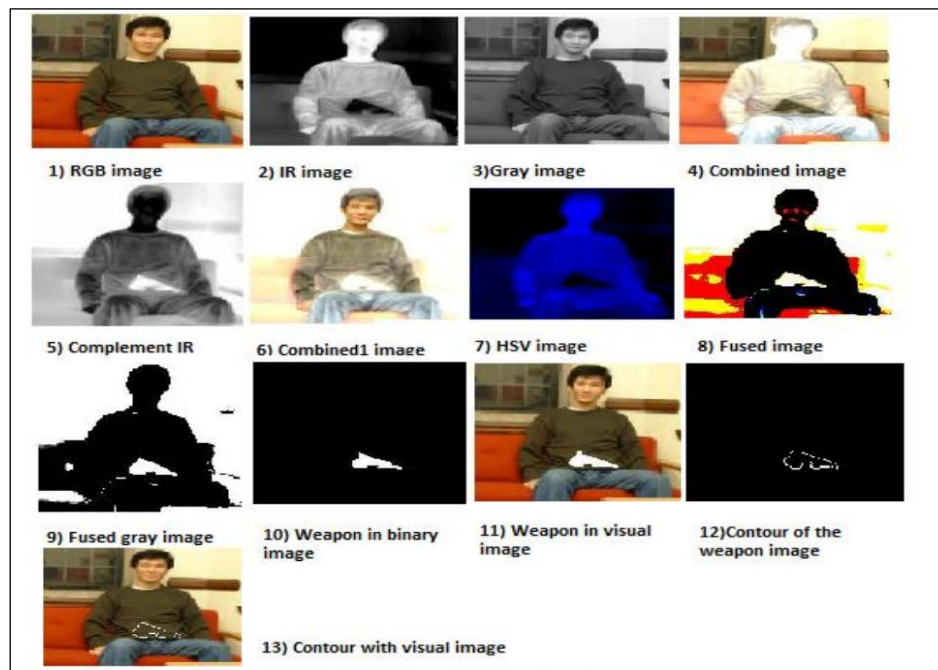 1) RGB image
2) IR image
3)Gray image
4) Combined image
5) Complement IR
6) Combined1 image
7) HSV image
8) Fused image
9) Fused gray image
10) Weapon in binary
image
11) Weapon in visual
image
12)Contour of the
weapon image
13) Contour with visual image